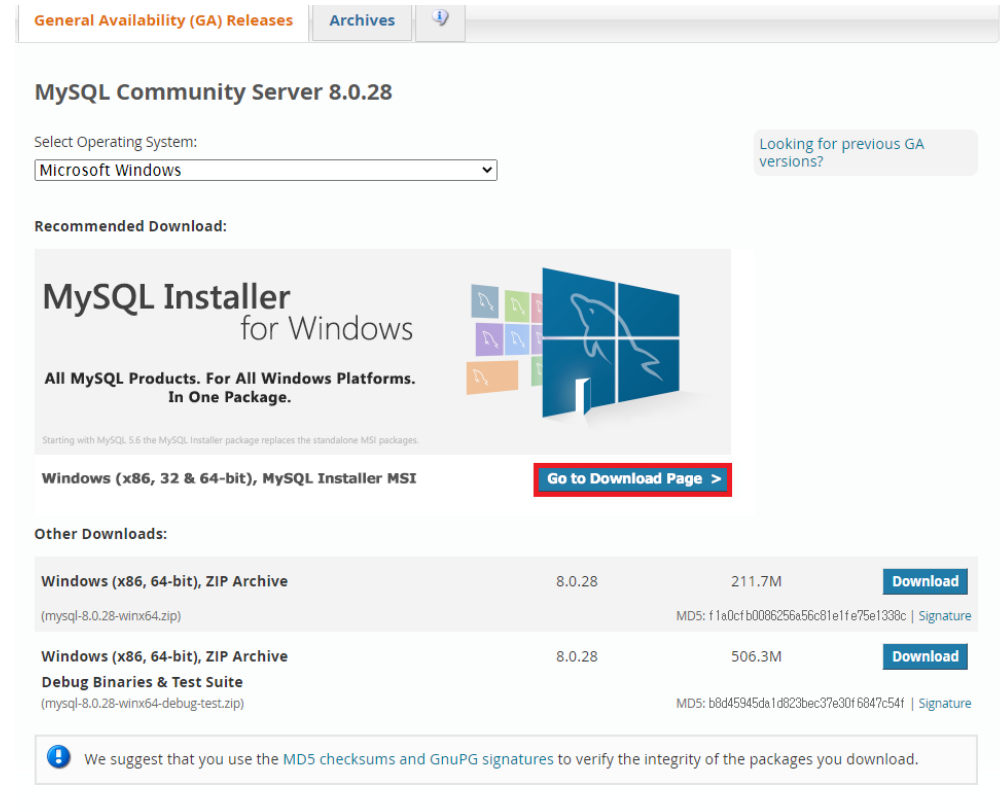 General Availability (GA) Releases
Archives
MySQL Community Server 8.0.28
Select Operating System:
Microsoft Windows
Looking for previous GA
versions?
Recommended Download:
MySQL Installer
for Windows
All MySQL Products. For All Windows Platforms.
In One Package.
Starting with MySQL 5.6 the MySQL Installer package replaces the standalone MSI packages.
Windows (x86, 32 & 64-bit), MySQL Installer MSI
Go to Download Page >
Other Downloads:
Windows (x86, 64-bit), ZIP Archive 8.0.28 211.7M Download
(mysql-8.0.28-winx64.zip) MD5: f1a0cfb0086256a56c81e1fe75e1338c | Signature
Windows (x86, 64-bit), ZIP Archive 8.0.28 506.3M Download
Debug Binaries & Test Suite
(mysql-8.0.28-winx64-debug-test.zip) MD5: b8d45945da1d823bec37e30f6847c54f | Signature
We suggest that you use the MD5 checksums and GnuPG signatures to verify the integrity of the packages you download.